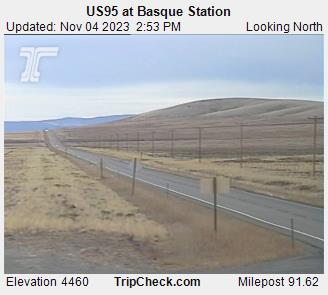 US95 at Basque Station
Updated: Nov 04 2023 2:53 PM Looking North
Elevation 4460 TripCheck.com Milepost 91.62